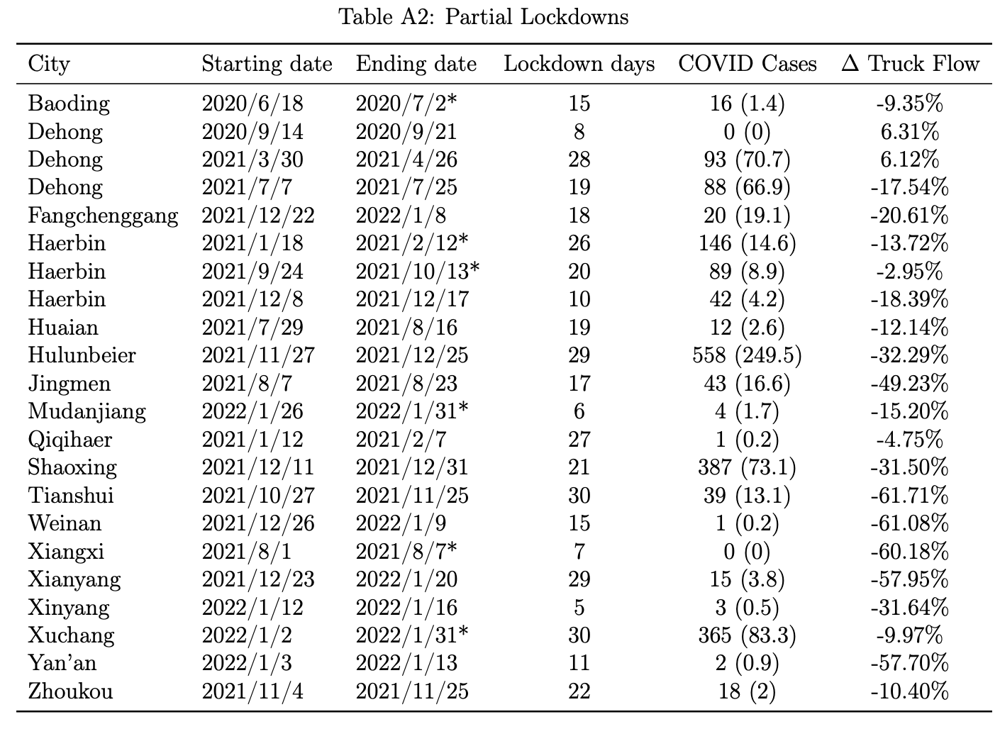 Table A2: Partial Lockdowns
City Starting date Ending date Lockdown days COVID Cases Δ Truck Flow
Baoding 2020/6/18 2020/7/2* 15 16 (1.4) -9.35%
Dehong 2020/9/14 2020/9/21 8 0 (0) 6.31%
Dehong 2021/3/30 2021/4/26 28 93 (70.7) 6.12%
Dehong 2021/7/7 2021/7/25 19 88 (66.9) -17.54%
Fangchenggang 2021/12/22 2022/1/8 18 20 (19.1) -20.61%
Haerbin 2021/1/18 2021/2/12* 26 146 (14.6) -13.72%
Haerbin 2021/9/24 2021/10/13* 20 89 (8.9) -2.95%
Haerbin 2021/12/8 2021/12/17 10 42 (4.2) -18.39%
Huaian 2021/7/29 2021/8/16 19 12 (2.6) -12.14%
Hulunbeier 2021/11/27 2021/12/25 29 558 (249.5) -32.29%
Jingmen 2021/8/7 2021/8/23 17 43 (16.6) -49.23%
Mudanjiang 2022/1/26 2022/1/31* 6 4 (1.7) -15.20%
Qiqihaer 2021/1/12 2021/2/7 27 1 (0.2) -4.75%
Shaoxing 2021/12/11 2021/12/31 21 387 (73.1) -31.50%
Tianshui 2021/10/27 2021/11/25 30 39 (13.1) -61.71%
Weinan 2021/12/26 2022/1/9 15 1 (0.2) -61.08%
Xiangxi 2021/8/1 2021/8/7* 7 0 (0) -60.18%
Xianyang 2021/12/23 2022/1/20 29 15 (3.8) -57.95%
Xinyang 2022/1/12 2022/1/16 5 3 (0.5) -31.64%
Xuchang 2022/1/2 2022/1/31* 30 365 (83.3) -9.97%
Yan'an 2022/1/3 2022/1/13 11 2 (0.9) -57.70%
Zhoukou 2021/11/4 2021/11/25 22 18 (2) -10.40%